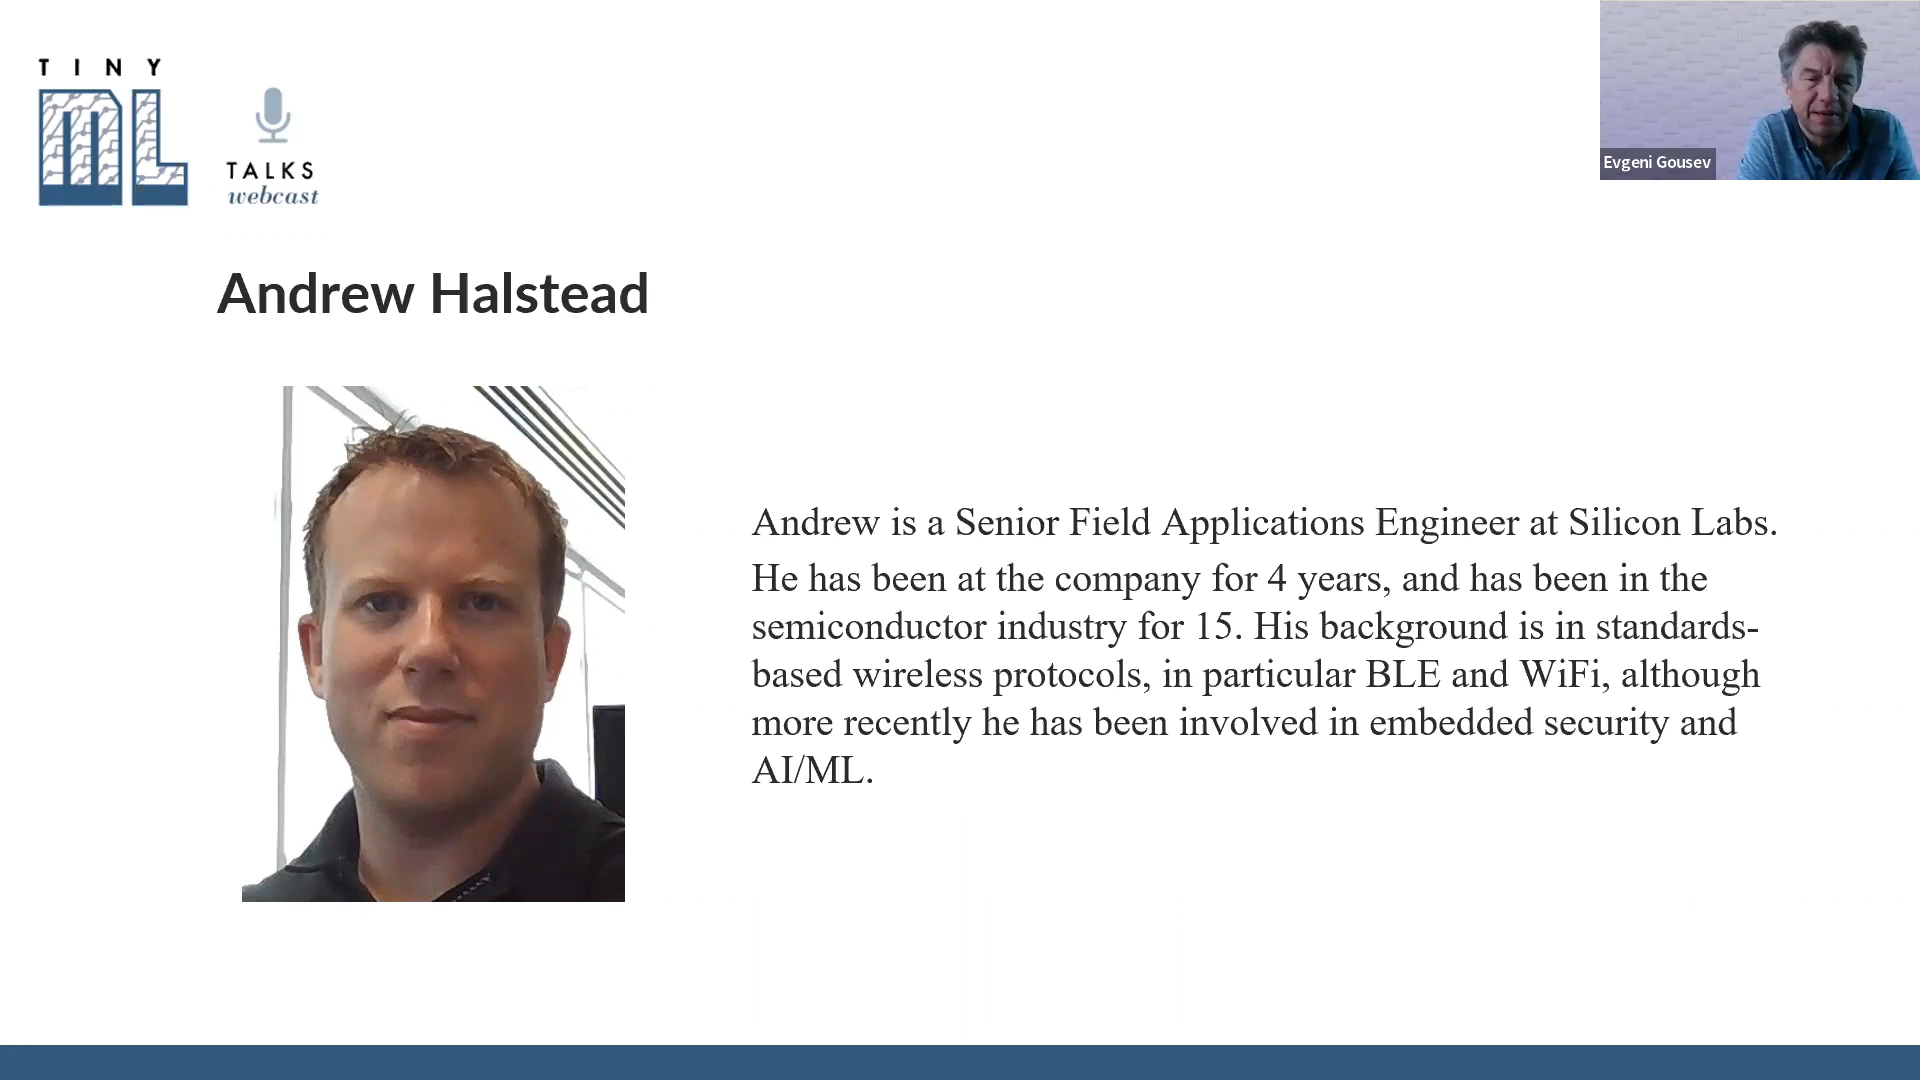 TINY
ML
TALKS
webcast
Evgeni Gousev
Andrew Halstead
Andrew is a Senior Field Applications Engineer at Silicon Labs.
He has been at the company for 4 years, and has been in the
semiconductor industry for 15. His background is in standards-
based wireless protocols, in particular BLE and WiFi, although
more recently he has been involved in embedded security and
AI/ML.